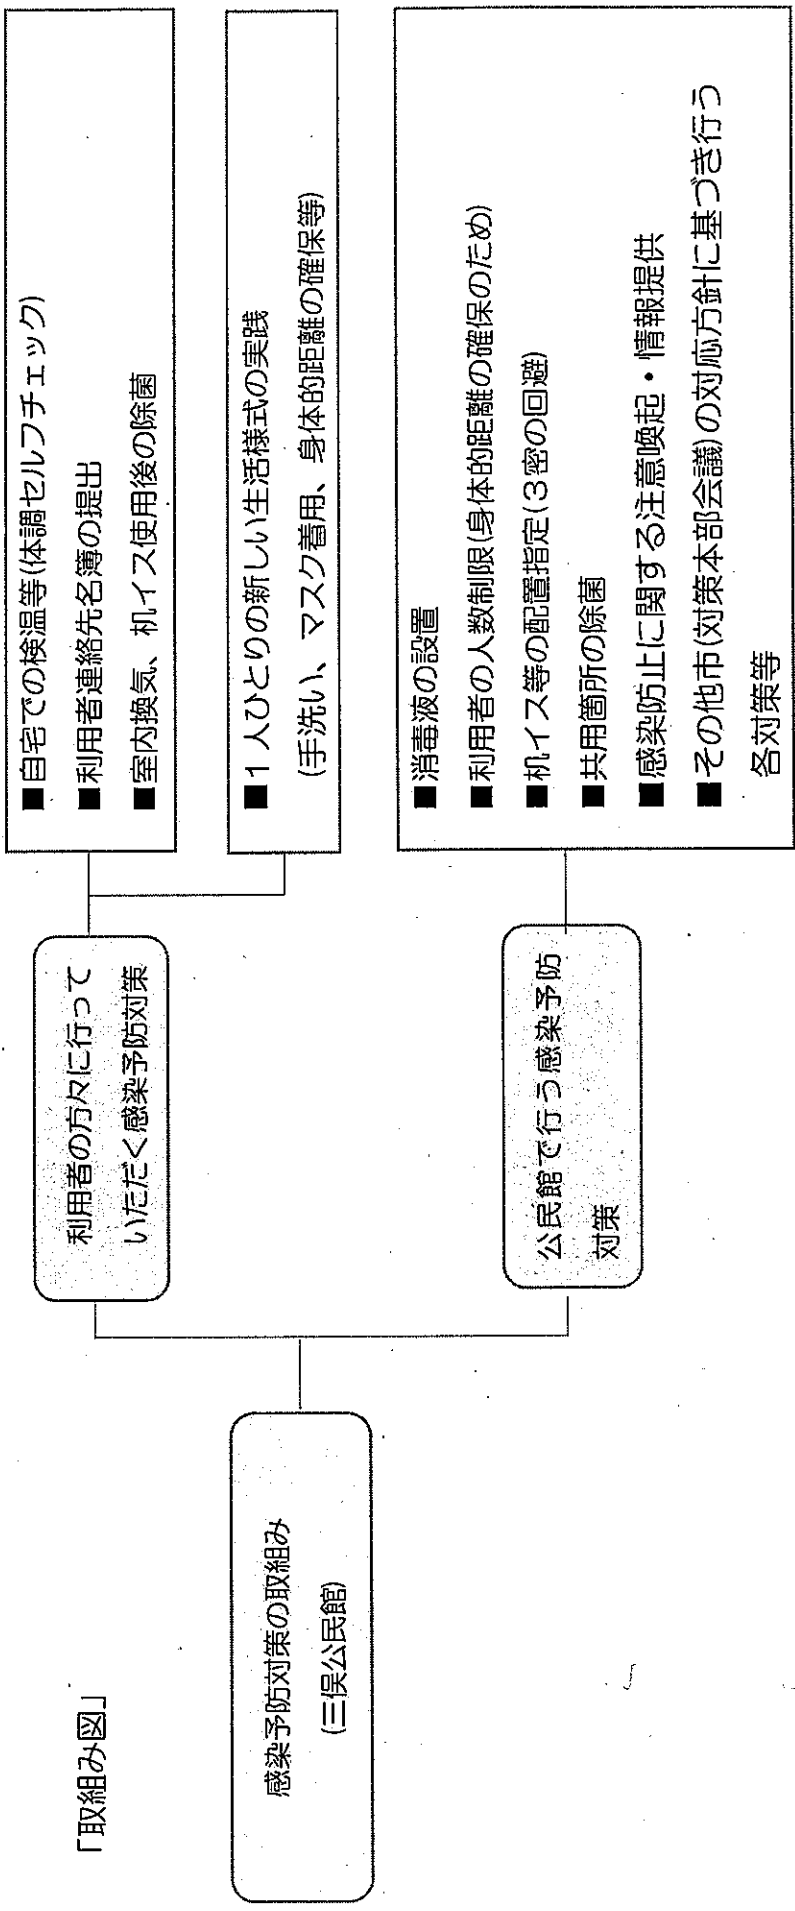 「取組み図」
感染予防対策の取組み
(三俣公民館)
利用者の方々に行って
いただく感染予防対策
■自宅での検温等(体調セルフチェック)
■利用者連絡先名簿の提出
■室内換気、机イス使用後の除菌
■1人ひとりの新しい生活様式の実践
(手洗い、マスク着用、身体的距離の確保等)
公民館で行う感染予防
対策
■消毒液の設置
■利用者の人数制限(身体的距離の確保のため)
■机イス等の配置指定(3密の回避)
■共用箇所の除菌
■感染防止に関する注意喚起・情報提供
■その他市(対策本部会議)の対応方針に基づき行う
各対策等